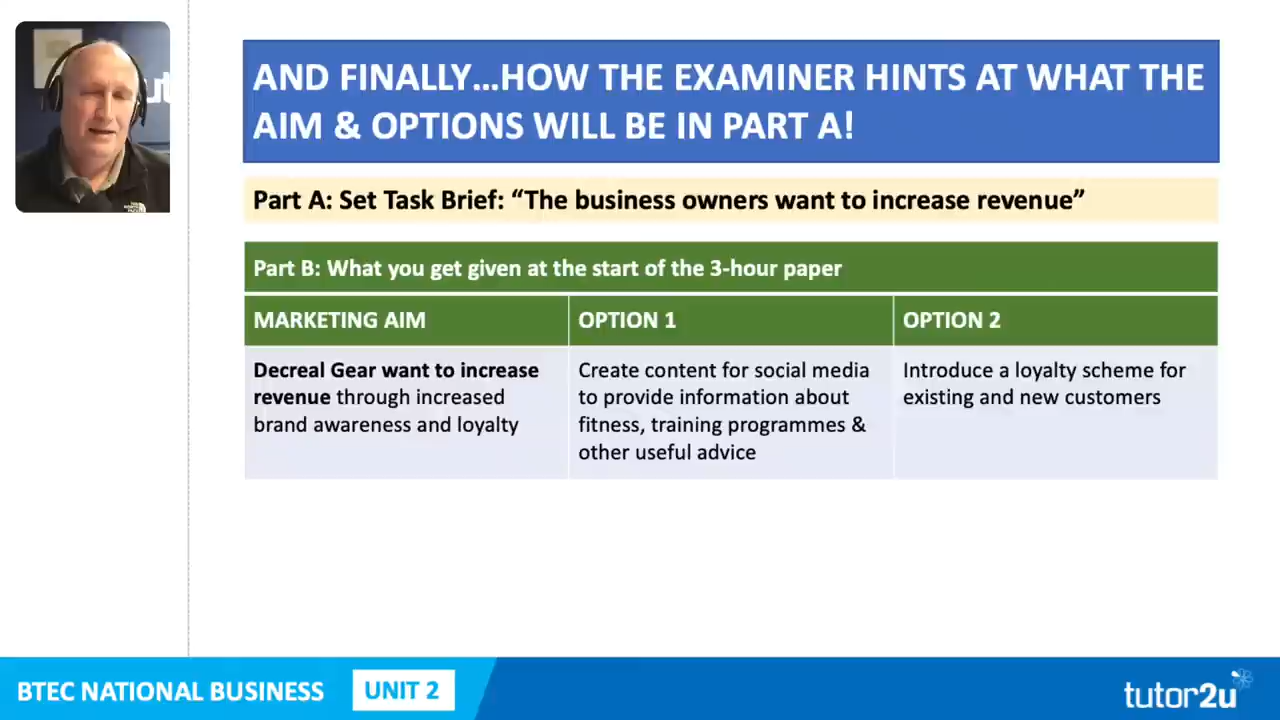 AND FINALLY...HOW THE EXAMINER HINTS AT WHAT THE
AIM & OPTIONS WILL BE IN PART A!
Part A: Set Task Brief: “The business owners want to increase revenue”
Part B: What you get given at the start of the 3-hour paper
MARKETING AIM
OPTION 1
OPTION 2
Decreal Gear want to increase
revenue through increased
brand awareness and loyalty
Create content for social media
to provide information about
fitness, training programmes &
other useful advice
Introduce a loyalty scheme for
existing and new customers
BTEC NATIONAL BUSINESS
UNIT 2
tutor2u